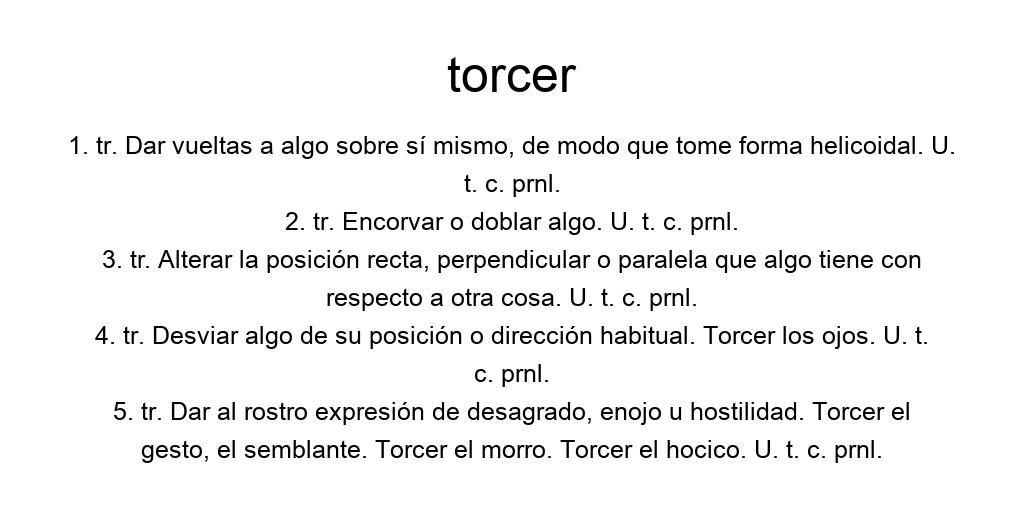 torcer
1. tr. Dar vueltas a algo sobre sí mismo, de modo que tome forma helicoidal. U.
t. c. prnl.
2. tr. Encorvar o doblar algo. U. t. c. prnl.
3. tr. Alterar la posición recta, perpendicular o paralela que algo tiene con
respecto a otra cosa. U. t. c. prnl.
4. tr. Desviar algo de su posición o dirección habitual. Torcer los ojos. U. t.
c. prnl.
5. tr. Dar al rostro expresión de desagrado, enojo u hostilidad. Torcer el
gesto, el semblante. Torcer el morro. Torcer el hocico. U. t. c. prnl.